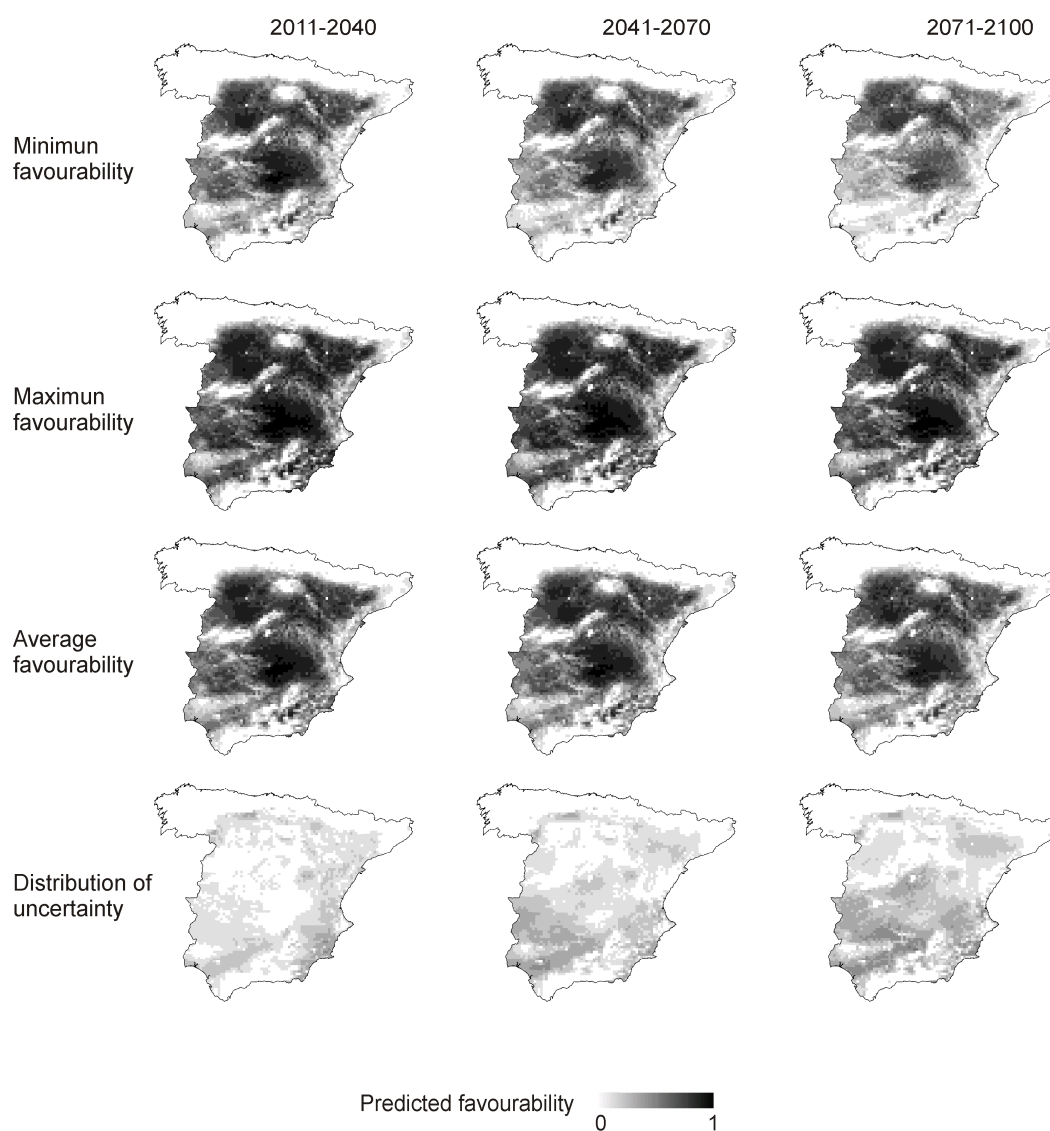 2011-2040 2041-2070 2071-2100
Minimun
favourability
Maximun
favourability
Average
favourability
Distribution of
uncertainty
Predicted favourability
0 1